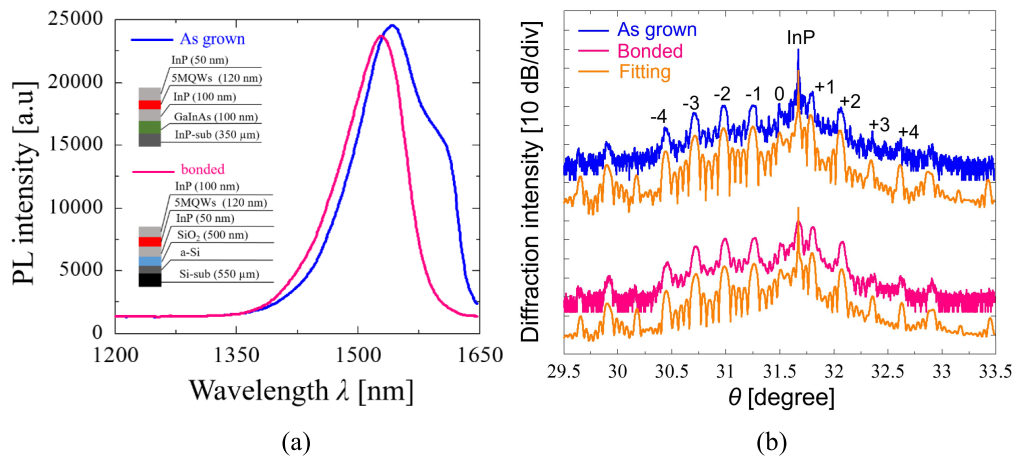 25000
20000
15000
10000
5000
0
PL intensity [a.u]
As grown
InP (50 nm)
5MQWs (120 nm)
InP (100 nm)
GaInAs (100 nm)
InP-sub (350 μm)
bonded
InP (100 nm)
5MQWs (120 nm)
InP (50 nm)
SiO₂ (500 nm)
a-Si
Si-sub (550 μm)
1200 1350 1500 1650
Wavelength λ [nm]
(a)
Diffraction intensity [10 dB/div]
As grown
Bonded
Fitting
InP
-4 -3 -2 -1 0 +1 +2 +3 +4
29.5 30 30.5 31 31.5 32 32.5 33 33.5
θ [degree]
(b)